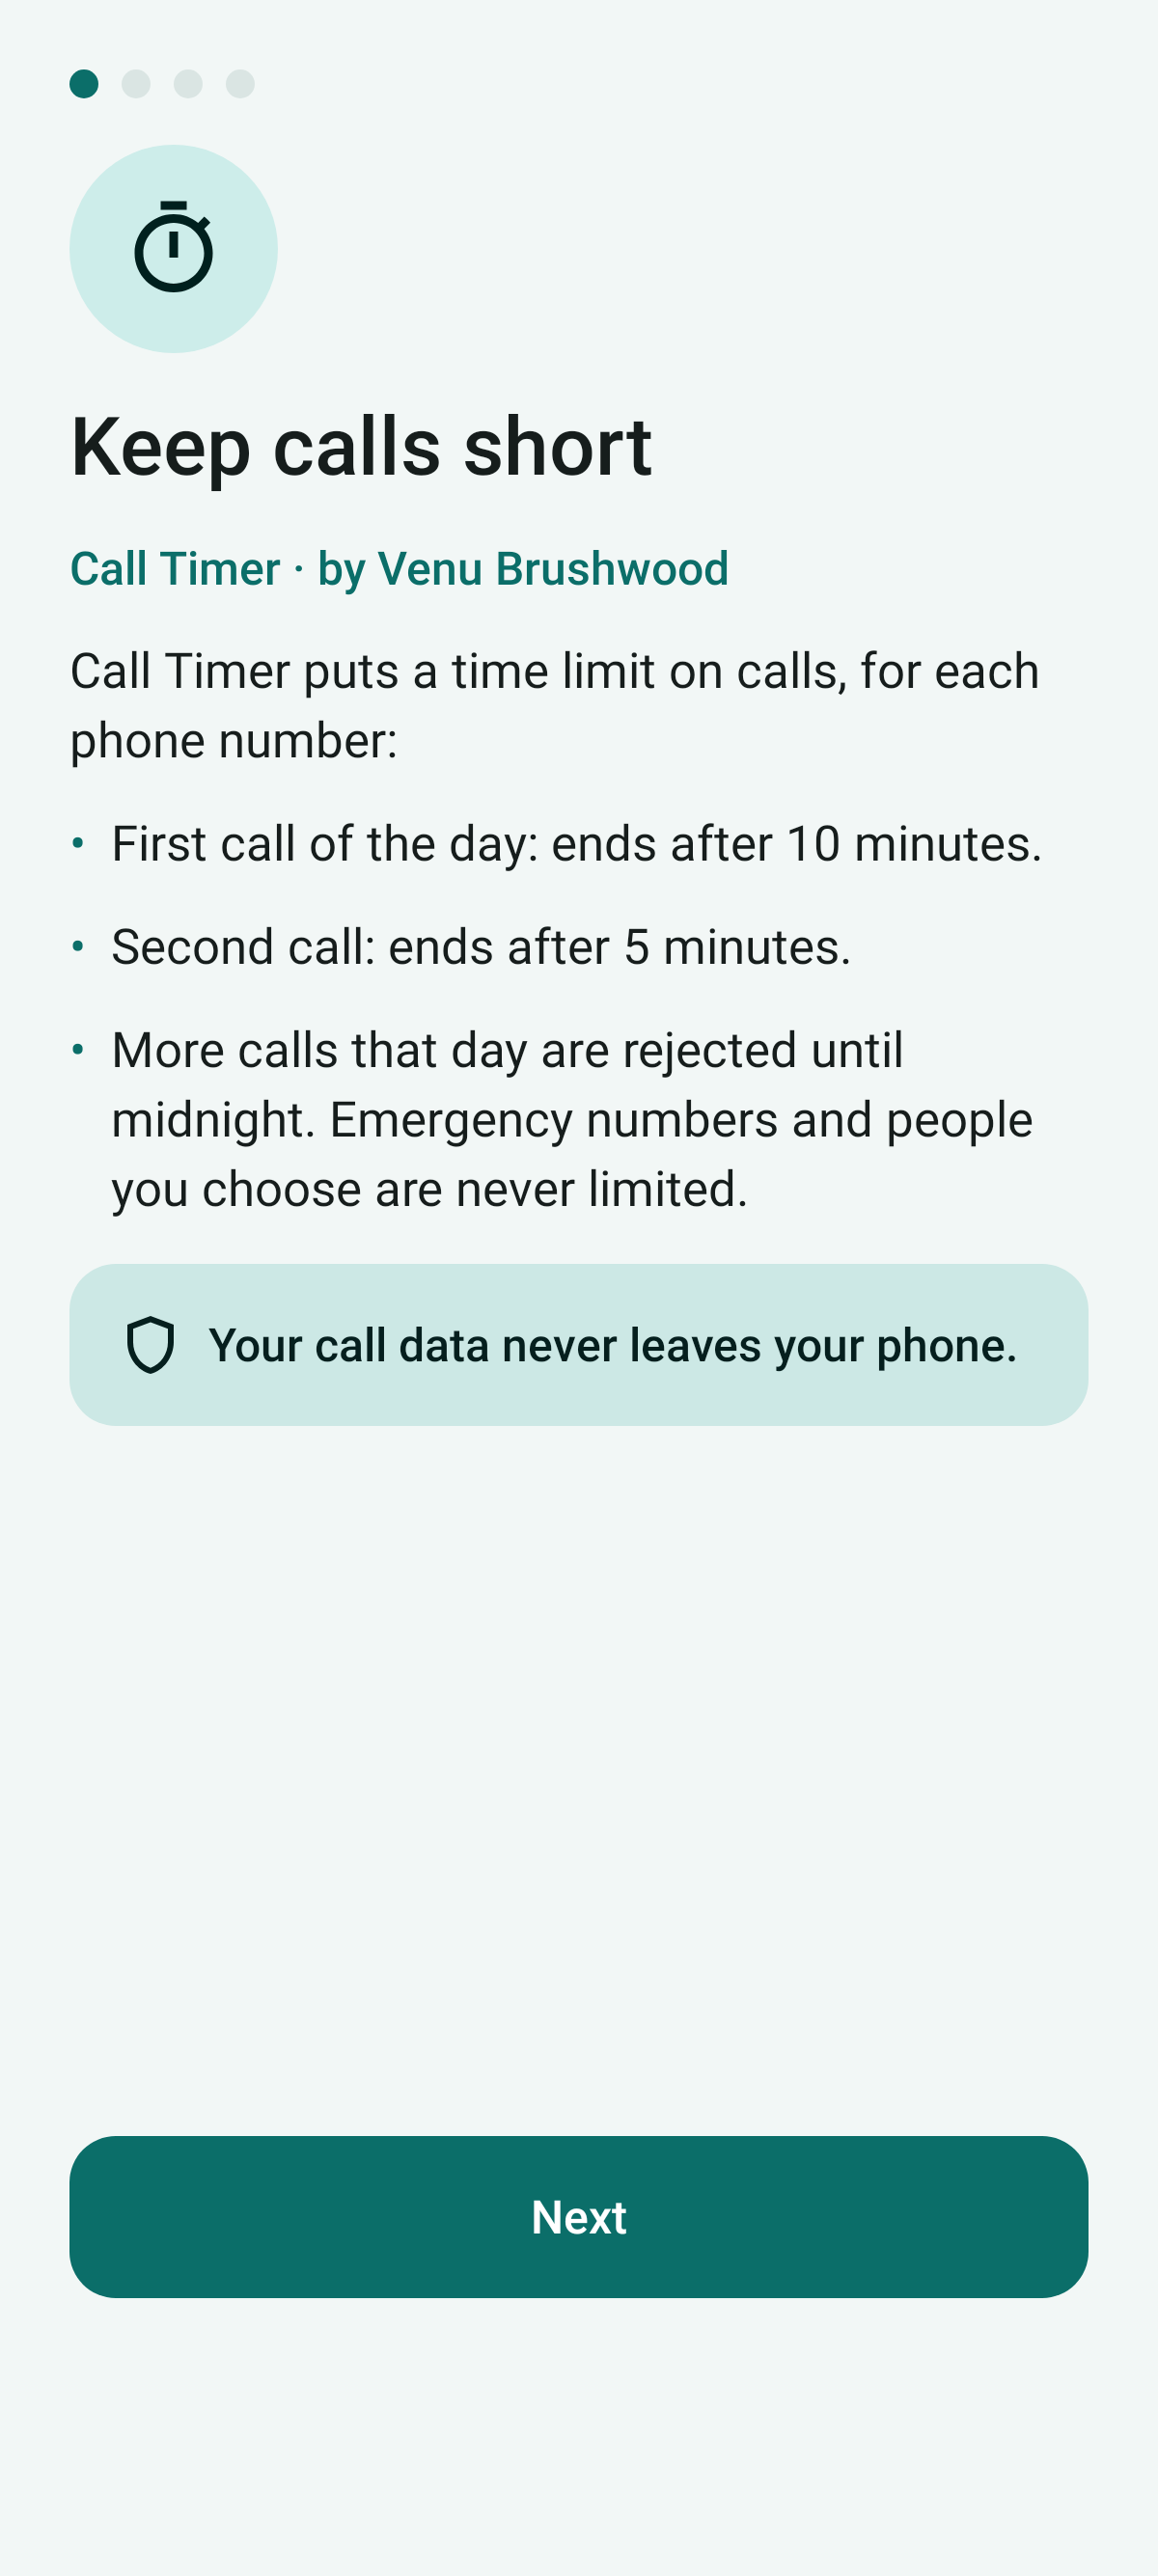 Keep calls short
Call Timer · by Venu Brushwood
Call Timer puts a time limit on calls, for each
phone number:
• First call of the day: ends after 10 minutes.
• Second call: ends after 5 minutes.
• More calls that day are rejected until
midnight. Emergency numbers and people
you choose are never limited.
Your call data never leaves your phone.
Next